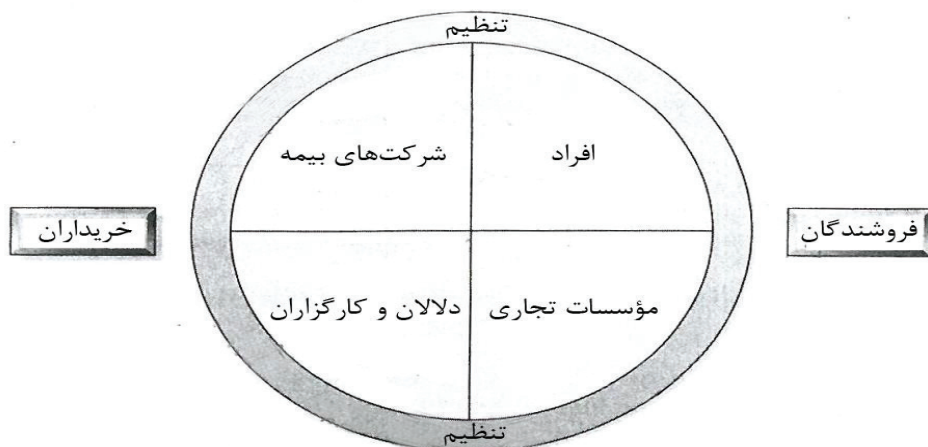 تنظیم
افراد
شرکت‌های بیمه
فروشندگان
خریداران
مؤسسات تجاری
دلالان و کارگزاران
تنظیم